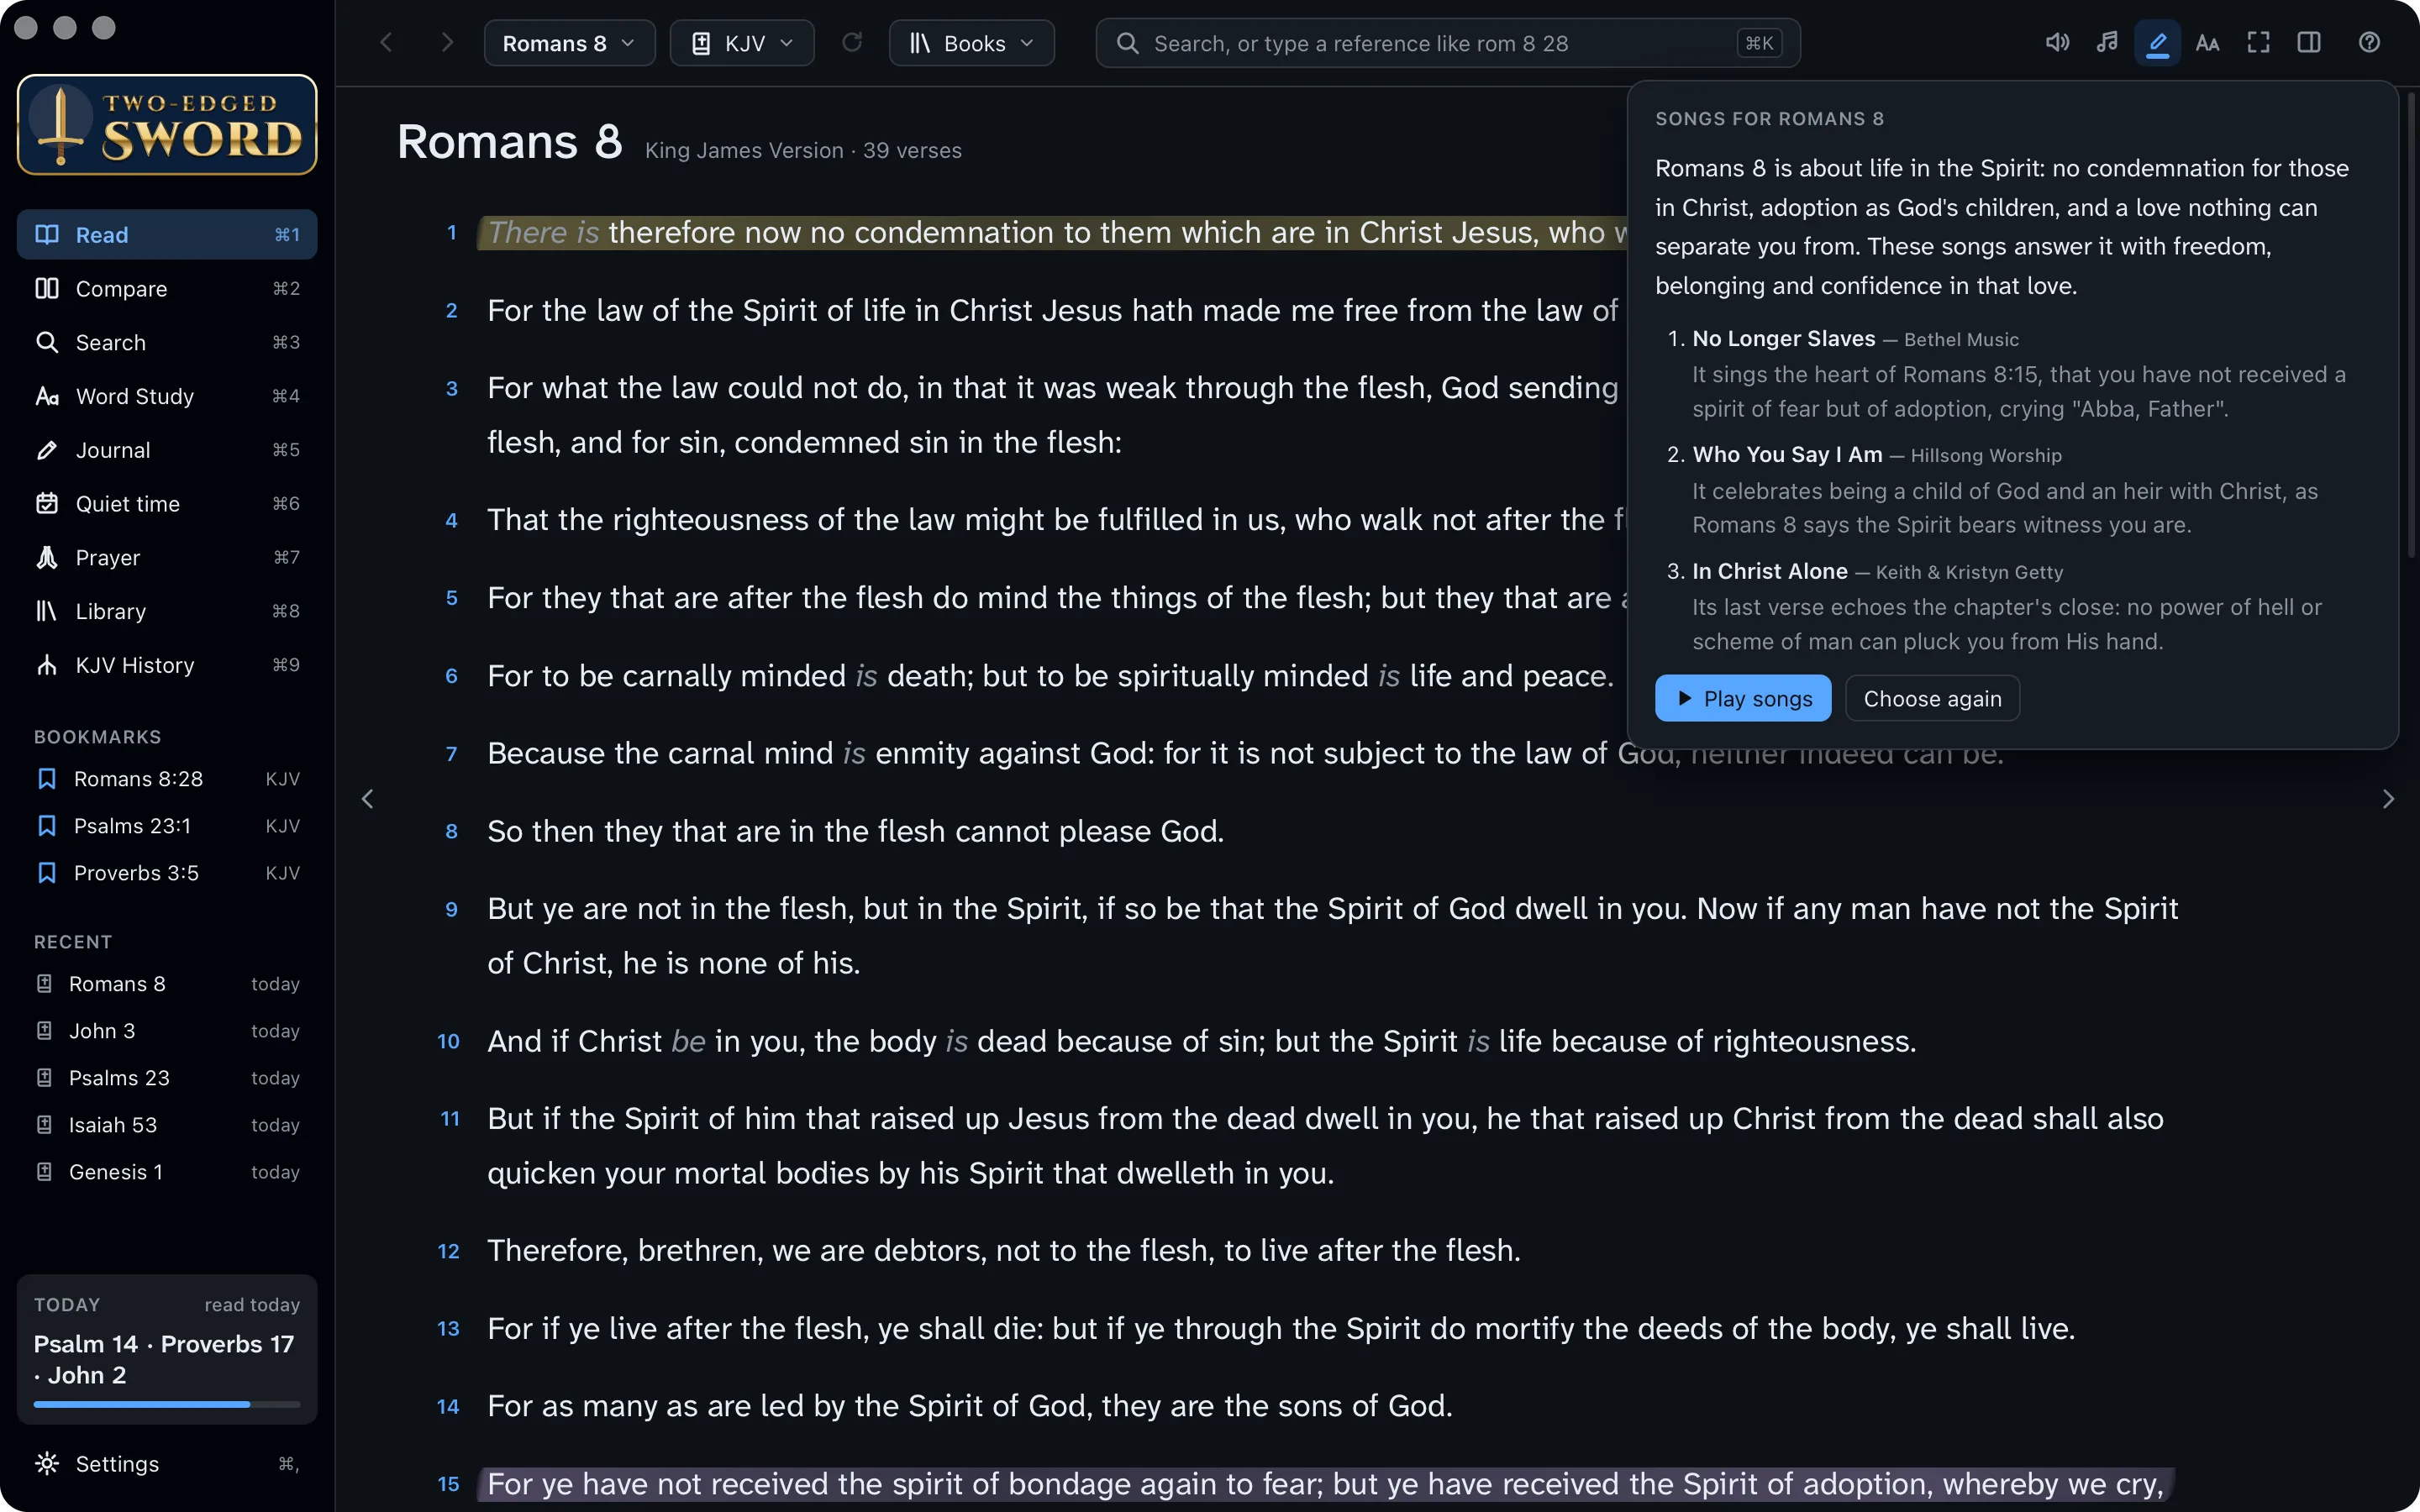 TWO-EDGED
SWORD
Read ⌘1
Compare ⌘2
Search ⌘3
Word Study ⌘4
Journal ⌘5
Quiet time ⌘6
Prayer ⌘7
Library ⌘8
KJV History ⌘9
BOOKMARKS
Romans 8:28 KJV
Psalms 23:1 KJV
Proverbs 3:5 KJV
RECENT
Romans 8 today
John 3 today
Psalms 23 today
Isaiah 53 today
Genesis 1 today
TODAY read today
Psalm 14 · Proverbs 17
· John 2
Settings ⌘,
Romans 8 KJV Books Search, or type a reference like rom 8 28 ⌘K
Romans 8 King James Version · 39 verses
1 There is therefore now no condemnation to them which are in Christ Jesus, who
2 For the law of the Spirit of life in Christ Jesus hath made me free from the law of
3 For what the law could not do, in that it was weak through the flesh, God sending
flesh, and for sin, condemned sin in the flesh:
4 That the righteousness of the law might be fulfilled in us, who walk not after the
5 For they that are after the flesh do mind the things of the flesh; but they that are
6 For to be carnally minded is death; but to be spiritually minded is life and peace.
7 Because the carnal mind is enmity against God: for it is not subject to the law of God, neither indeed can be.
8 So then they that are in the flesh cannot please God.
9 But ye are not in the flesh, but in the Spirit, if so be that the Spirit of God dwell in you. Now if any man have not the Spirit
of Christ, he is none of his.
10 And if Christ be in you, the body is dead because of sin; but the Spirit is life because of righteousness.
11 But if the Spirit of him that raised up Jesus from the dead dwell in you, he that raised up Christ from the dead shall also
quicken your mortal bodies by his Spirit that dwelleth in you.
12 Therefore, brethren, we are debtors, not to the flesh, to live after the flesh.
13 For if ye live after the flesh, ye shall die: but if ye through the Spirit do mortify the deeds of the body, ye shall live.
14 For as many as are led by the Spirit of God, they are the sons of God.
15 For ye have not received the spirit of bondage again to fear; but ye have received the Spirit of adoption, whereby we cry,
SONGS FOR ROMANS 8
Romans 8 is about life in the Spirit: no condemnation for those
in Christ, adoption as God's children, and a love nothing can
separate you from. These songs answer it with freedom,
belonging and confidence in that love.
1. No Longer Slaves — Bethel Music
It sings the heart of Romans 8:15, that you have not received a
spirit of fear but of adoption, crying "Abba, Father".
2. Who You Say I Am — Hillsong Worship
It celebrates being a child of God and an heir with Christ, as
Romans 8 says the Spirit bears witness you are.
3. In Christ Alone — Keith & Kristyn Getty
Its last verse echoes the chapter's close: no power of hell or
scheme of man can pluck you from His hand.
Play songs Choose again